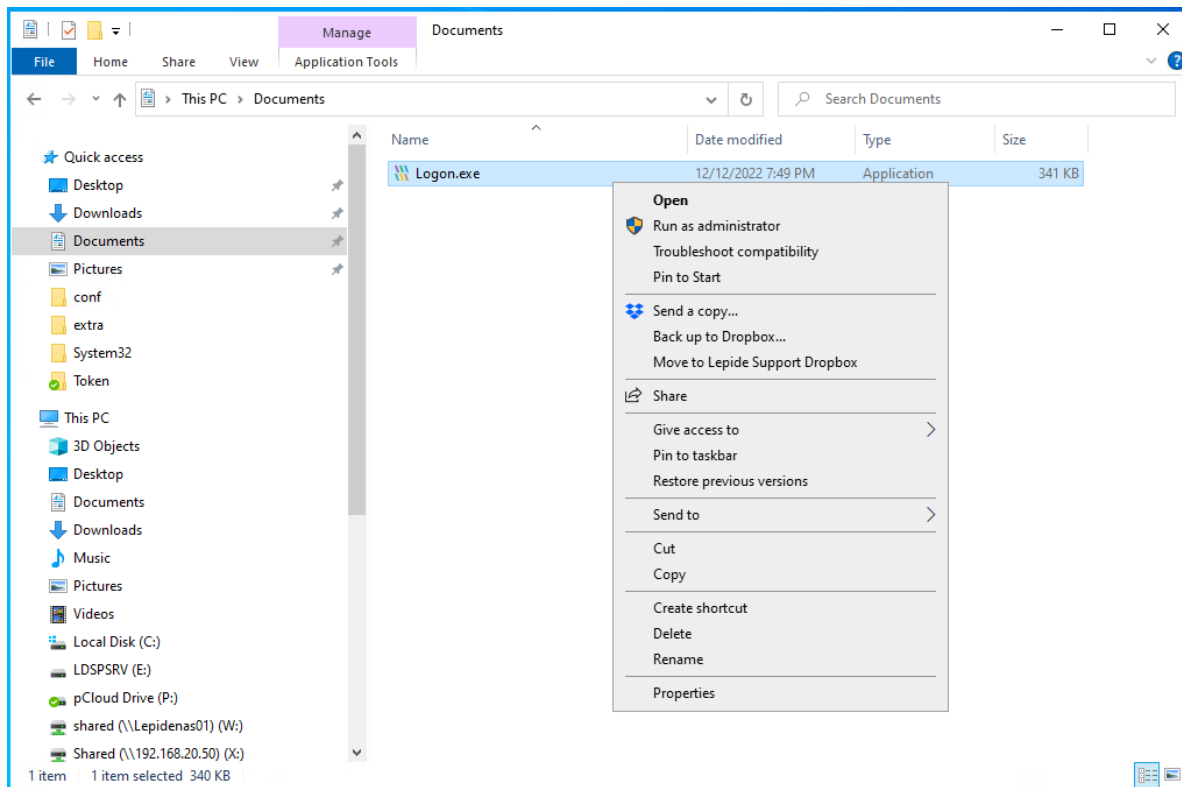 Manage
Documents
File
Home
Share
View
Application Tools
This PC
Documents
Search Documents
Name
Date modified
Type
Size
Quick access
Desktop
Downloads
Documents
Pictures
conf
extra
System32
Token
This PC
3D Objects
Desktop
Documents
Downloads
Music
Pictures
Videos
Local Disk (C:)
LDSPSRV (E:)
pCloud Drive (P:)
shared (\\Lepidenas01) (W:)
Shared (\\192.168.20.50) (X:)
Logon.exe
12/12/2022 7:49 PM
Application
341 KB
Open
Run as administrator
Troubleshoot compatibility
Pin to Start
Send a copy...
Back up to Dropbox...
Move to Lepide Support Dropbox
Share
Give access to
Pin to taskbar
Restore previous versions
Send to
Cut
Copy
Create shortcut
Delete
Rename
Properties
1 item
1 item selected 340 KB